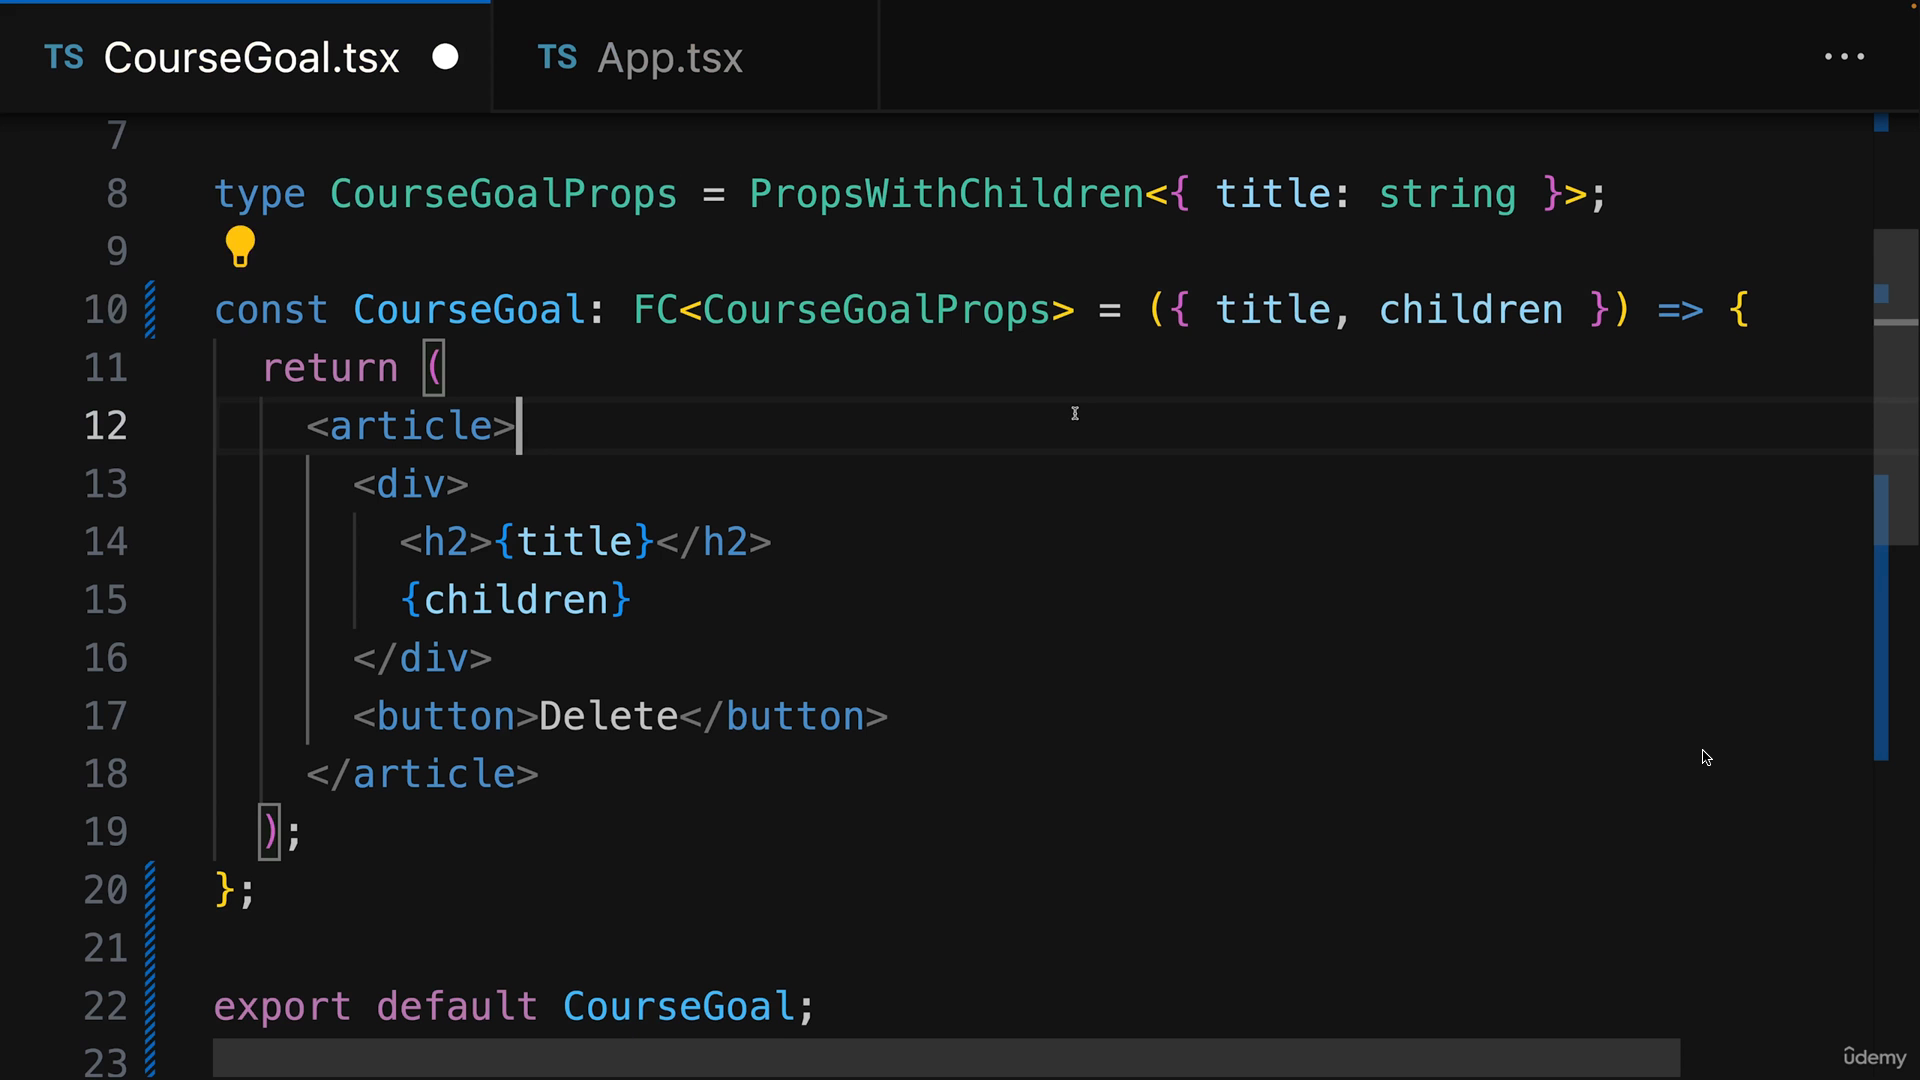 TS CourseGoal.tsx TS App.tsx ...
7
8 type CourseGoalProps = PropsWithChildren<{ title: string }>;
9
10 const CourseGoal: FC<CourseGoalProps> = ({ title, children }) => {
11 return (
12 <article>
13 <div>
14 <h2>{title}</h2>
15 {children}
16 </div>
17 <button>Delete</button>
18 </article>
19 );
20 };
21
22 export default CourseGoal;
23
ûdemy